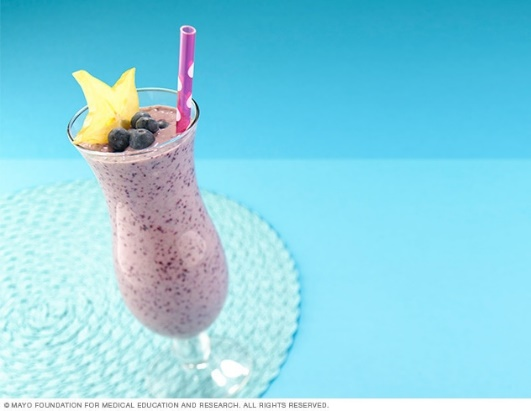 © MAYO FOUNDATION FOR MEDICAL EDUCATION AND RESEARCH. ALL RIGHTS RESERVED.